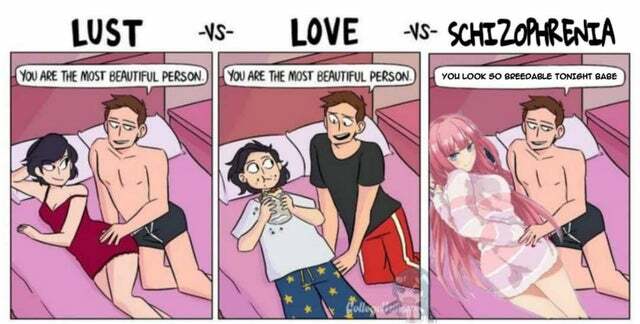 LUST -VS- LOVE -VS- SCHIZOPHRENIA
YOU ARE THE MOST BEAUTIFUL PERSON.
YOU ARE THE MOST BEAUTIFUL PERSON.
YOU LOOK SO BREEDABLE TONIGHT BABE